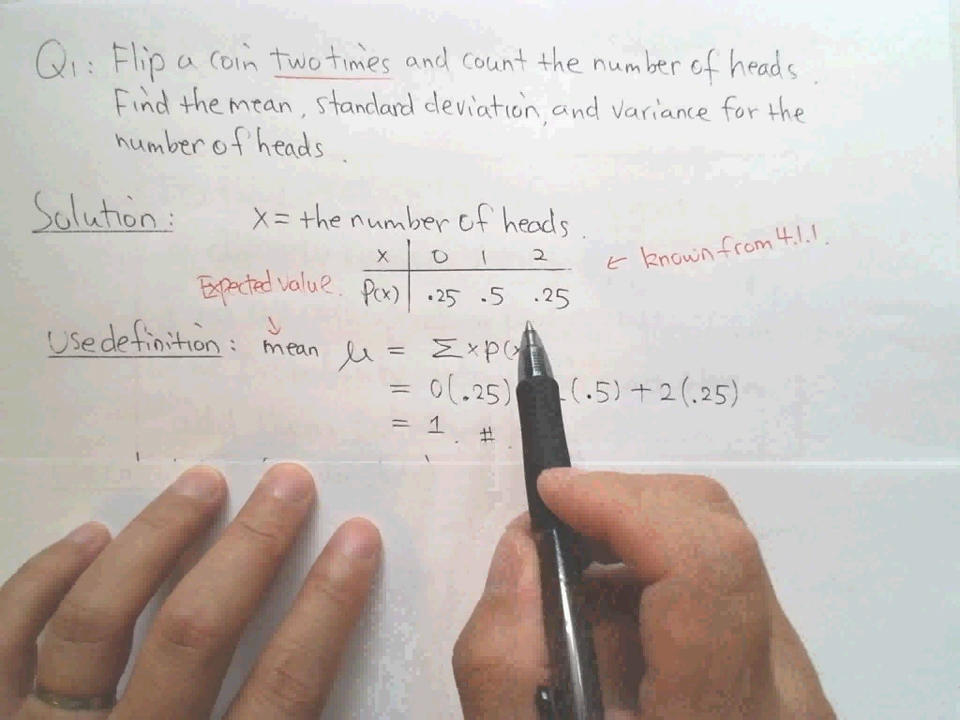 Q1: Flip a coin two times and count the number of heads.
Find the mean, standard deviation, and variance for the
number of heads.
Solution: X = the number of heads.
x 0 1 2
← known from 4.1.1.
Expected value.
P(x) .25 .5 .25
↓
Use definition: mean μ = Σ x p(x
= 0(.25) (.5) + 2(.25)
= 1. #